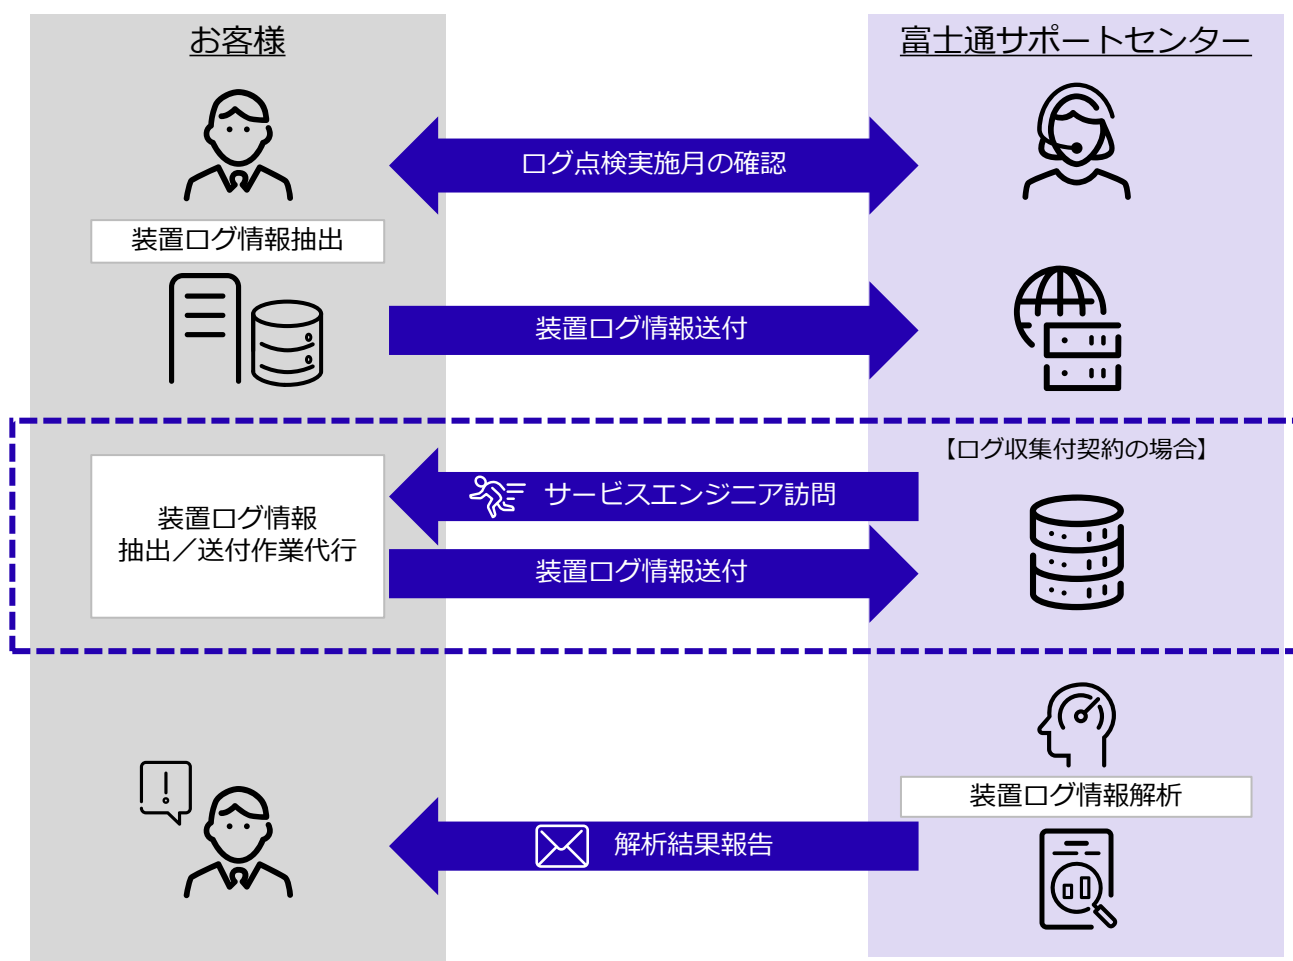 お客様
富士通サポートセンター
ログ点検実施月の確認
装置ログ情報抽出
装置ログ情報送付
【ログ収集付契約の場合】
サービスエンジニア訪問
装置ログ情報
抽出／送付作業代行
装置ログ情報送付
装置ログ情報解析
解析結果報告